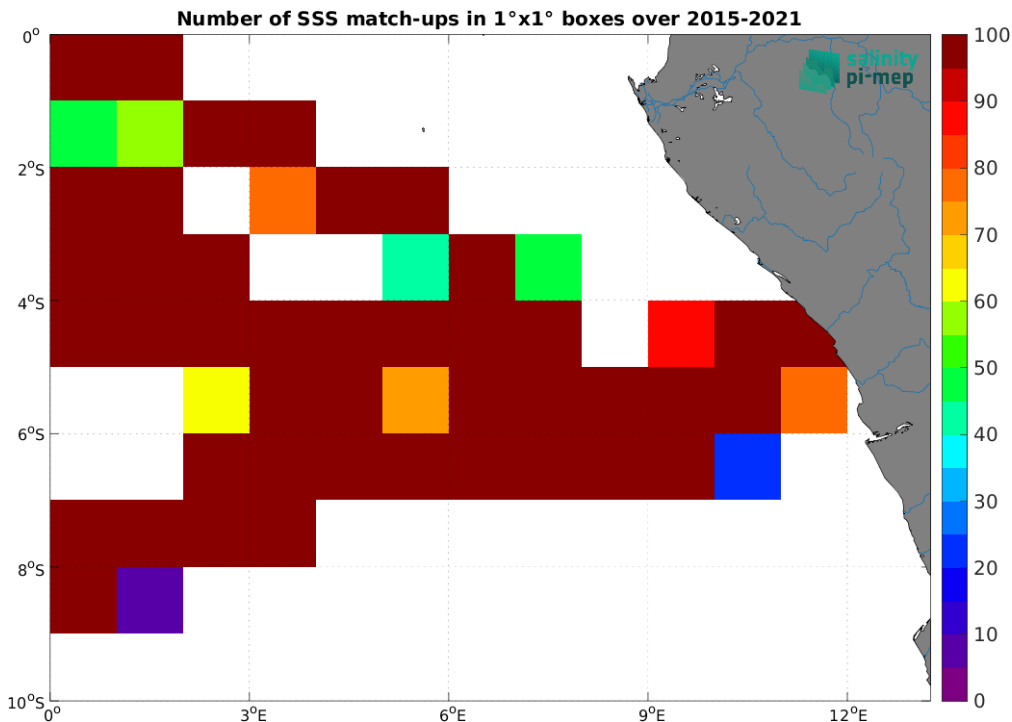 Number of SSS match-ups in 1°x1° boxes over 2015-2021
0°
2°S
4°S
6°S
8°S
10°S
0°
3°E
6°E
9°E
12°E
salinity
pi-mep
100
90
80
70
60
50
40
30
20
10
0